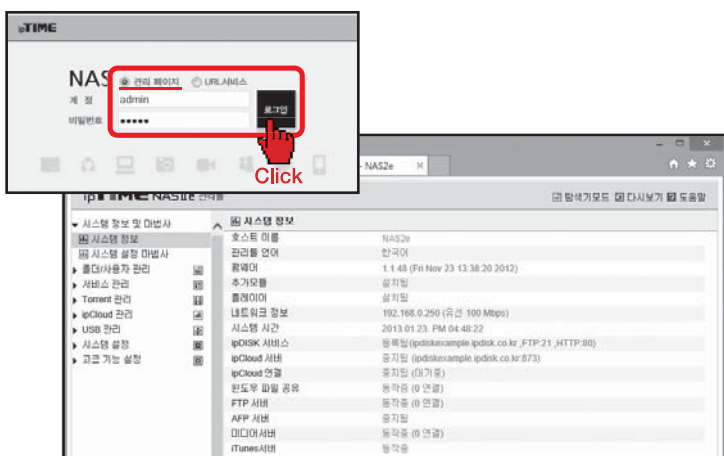 ipTIME
NAS
관리 페이지 URL서비스
계 정 admin
비밀번호 •••••
로그인
Click
NAS2e ×
ipTIME NASIIe 관리툴
탐색기모드 다시보기 도움말
시스템 정보 및 마법사
시스템 정보
시스템 설정 마법사
폴더/사용자 관리
서비스 관리
Torrent 관리
ipCloud 관리
USB 관리
시스템 설정
고급 기능 설정
시스템 정보
호스트 이름 NAS2e
관리툴 언어 한국어
펌웨어 1.1.48 (Fri Nov 23 13:38:20 2012)
추가모듈 설치됨
플레이어 설치됨
네트워크 정보 192.168.0.250 (유선 100 Mbps)
시스템 시간 2013.01.23. PM 04:48:22
ipDISK 서비스 등록됨(ipdiskexample.ipdisk.co.kr ,FTP:21 ,HTTP:80)
ipCloud 서버 중지됨 (ipdiskexample.ipdisk.co.kr:873)
ipCloud 연결 중지됨 (대기중)
윈도우 파일 공유 동작중 (0 연결)
FTP 서버 동작중 (0 연결)
AFP 서버 중지됨
미디어서버 동작중 (0 연결)
iTunes서버 동작중